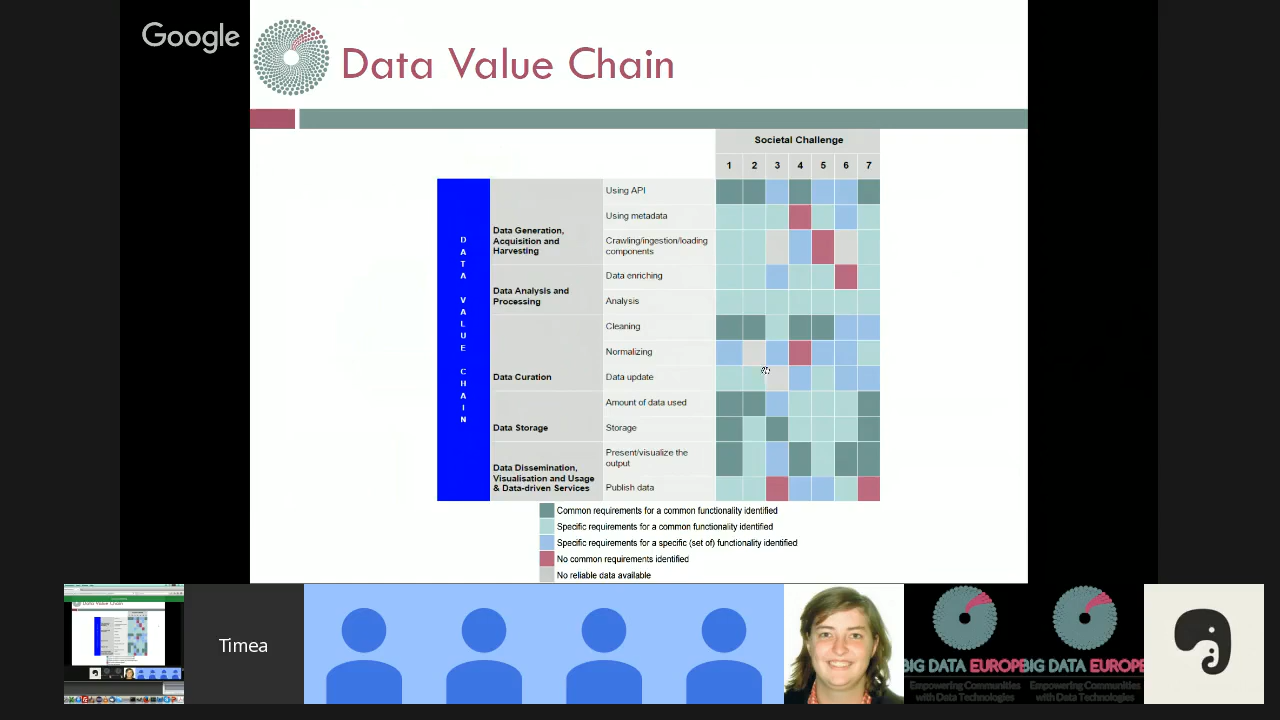 Google
Data Value Chain
Societal Challenge
1 2 3 4 5 6 7
DATA VALUE CHAIN
Data Generation,
Acquisition and
Harvesting
Using API
Using metadata
Crawling/ingestion/loading
components
Data Analysis and
Processing
Data enriching
Analysis
Data Curation
Cleaning
Normalizing
Data update
Data Storage
Amount of data used
Storage
Data Dissemination,
Visualisation and Usage
& Data-driven Services
Present/visualize the
output
Publish data
Common requirements for a common functionality identified
Specific requirements for a common functionality identified
Specific requirements for a specific (set of) functionality identified
No common requirements identified
No reliable data available
Data Value Chain
Timea
BIG DATA EUROPE
Empowering Communities
with Data Technologies
BIG DATA EUROPE
Empowering Communities
with Data Technologies